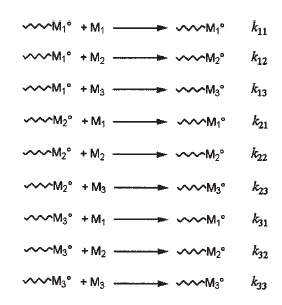 M₁° + M₁ ⟶ M₁° k₁₁
M₁° + M₂ ⟶ M₂° k₁₂
M₁° + M₃ ⟶ M₃° k₁₃
M₂° + M₁ ⟶ M₁° k₂₁
M₂° + M₂ ⟶ M₂° k₂₂
M₂° + M₃ ⟶ M₃° k₂₃
M₃° + M₁ ⟶ M₁° k₃₁
M₃° + M₂ ⟶ M₂° k₃₂
M₃° + M₃ ⟶ M₃° k₃₃